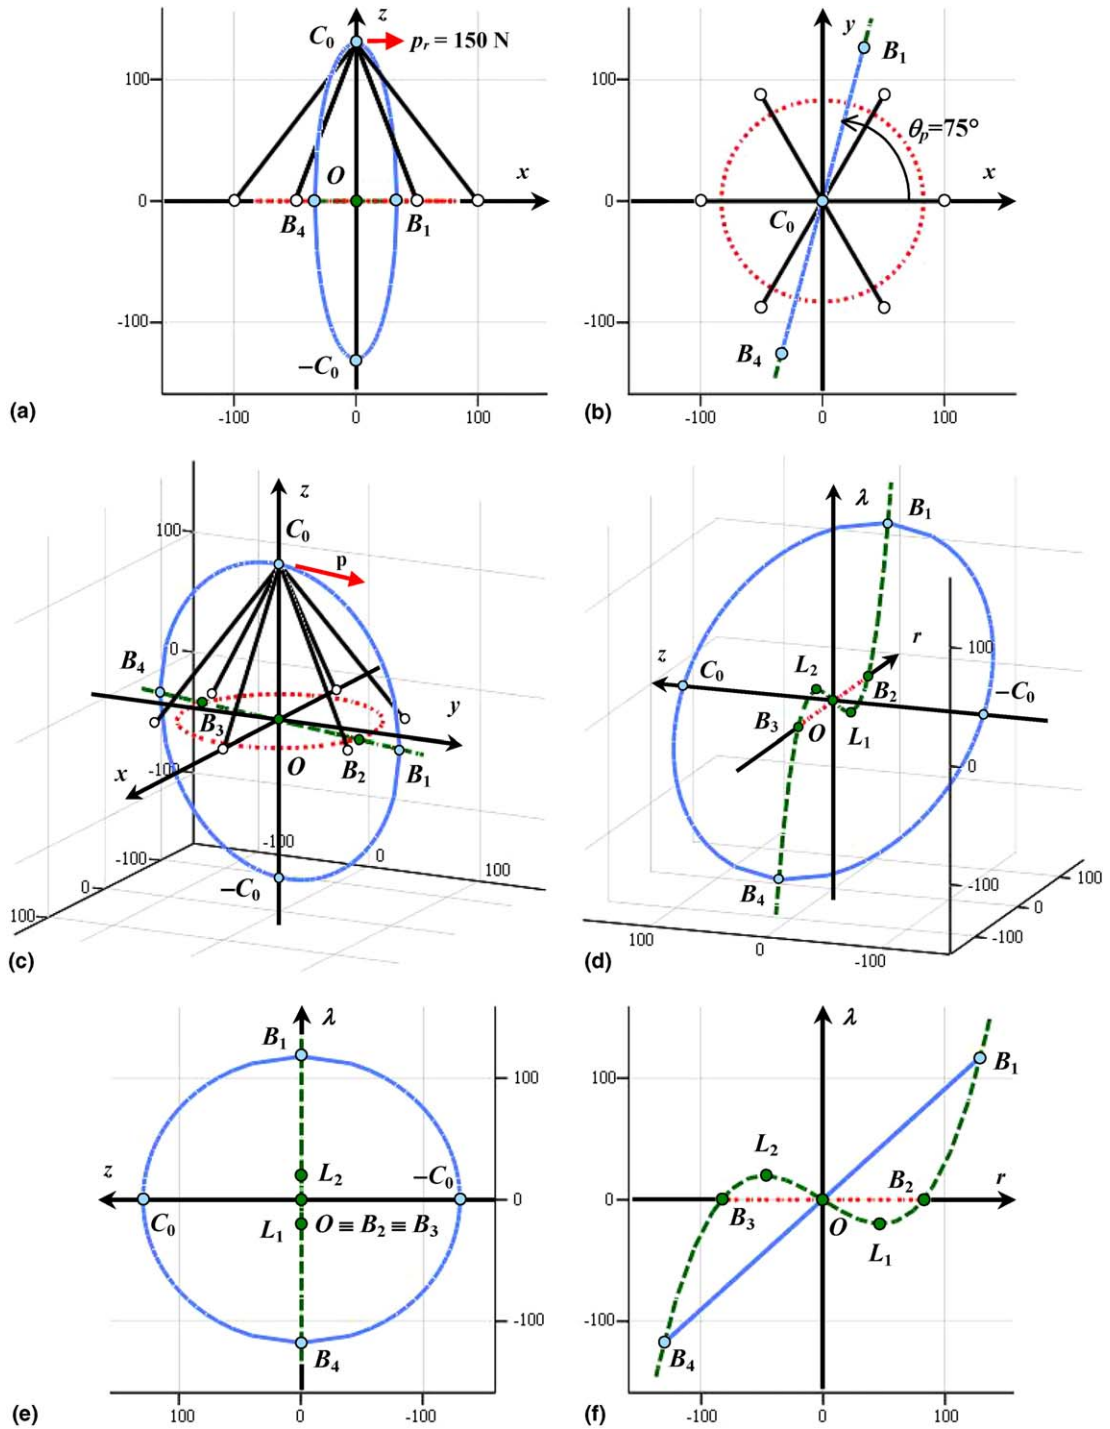 z
C₀
pᵣ = 150 N
100
O
x
0
B₄
B₁
-100
−C₀
(a)
-100
0
100
y
B₁
100
θₚ=75°
x
0
C₀
-100
B₄
(b)
-100
0
100
z
C₀
100
p
0
B₄
B₃
y
x
-100
O
B₂
B₁
-100
0
-100
0
100
−C₀
100
(c)
λ
B₁
z
C₀
L₂
r
100
−C₀
B₂
B₃
O
L₁
0
B₄
-100
100
0
-100
100
0
-100
(d)
λ
B₁
100
z
L₂
−C₀
0
C₀
L₁
O ≡ B₂ ≡ B₃
-100
B₄
(e)
100
0
-100
λ
B₁
100
L₂
B₂
r
0
B₃
O
L₁
-100
B₄
(f)
-100
0
100